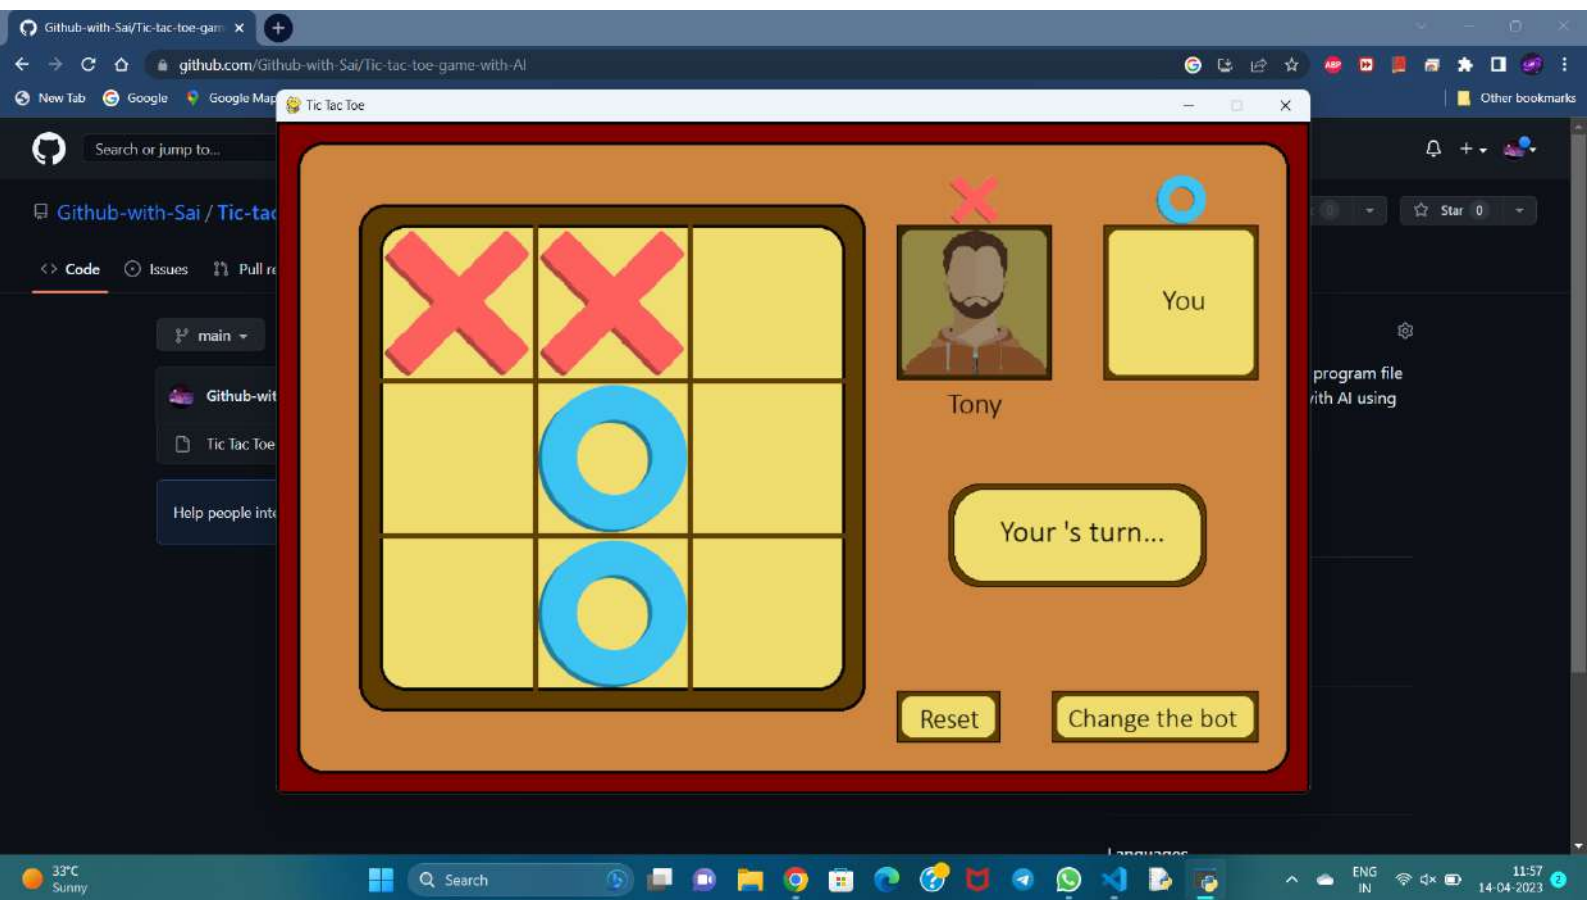 Github-with-Sai/Tic-tac-toe-gam
github.com/Github-with-Sai/Tic-tac-toe-game-with-AI
New Tab
Google
Google Map
Other bookmarks
Tic Tac Toe
Search or jump to...
Github-with-Sai / Tic-tac
0
Star 0
Code
Issues
Pull re
You
main
Tony
program file
with AI using
Github-wit
Tic Tac Toe
Help people inte
Your 's turn...
Reset
Change the bot
Languages
33°C
Sunny
Search
ENG
IN
11:57
14-04-2023
2